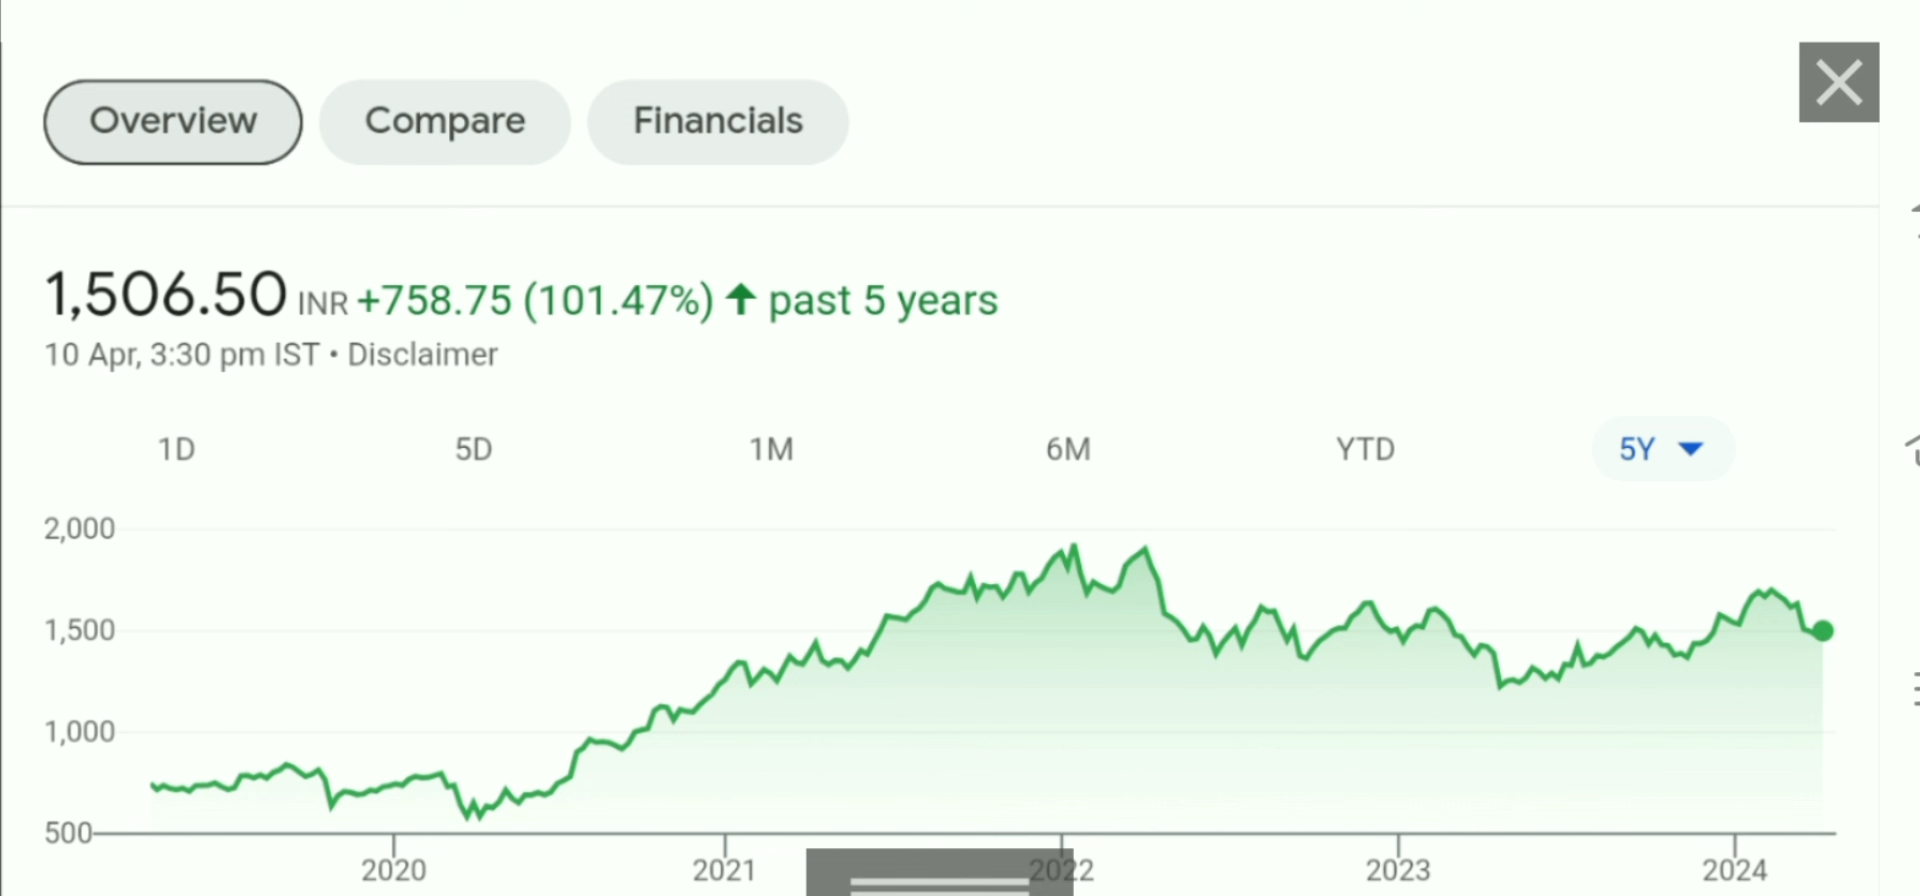 Overview Compare Financials
1,506.50 INR +758.75 (101.47%) ↑ past 5 years
10 Apr, 3:30 pm IST • Disclaimer
1D 5D 1M 6M YTD 5Y
2,000
1,500
1,000
500
2020 2021 2022 2023 2024